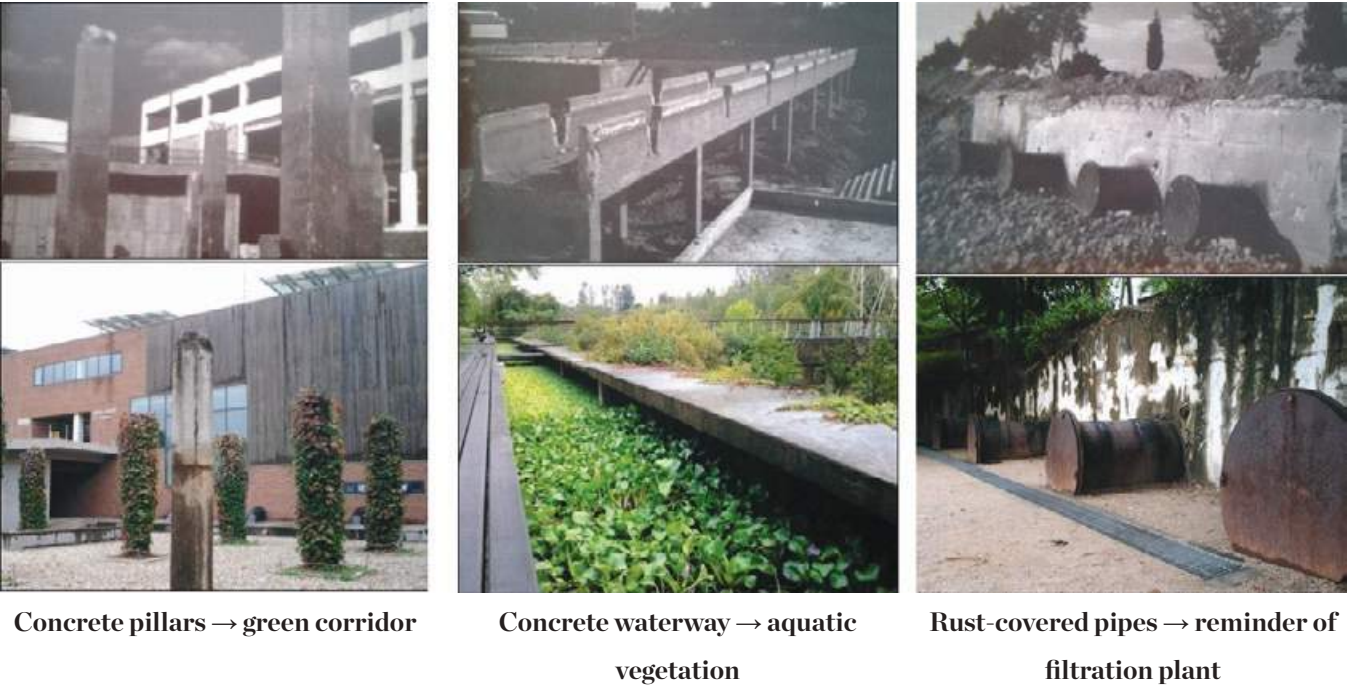 Concrete pillars → green corridor
Concrete waterway → aquatic
vegetation
Rust-covered pipes → reminder of
filtration plant